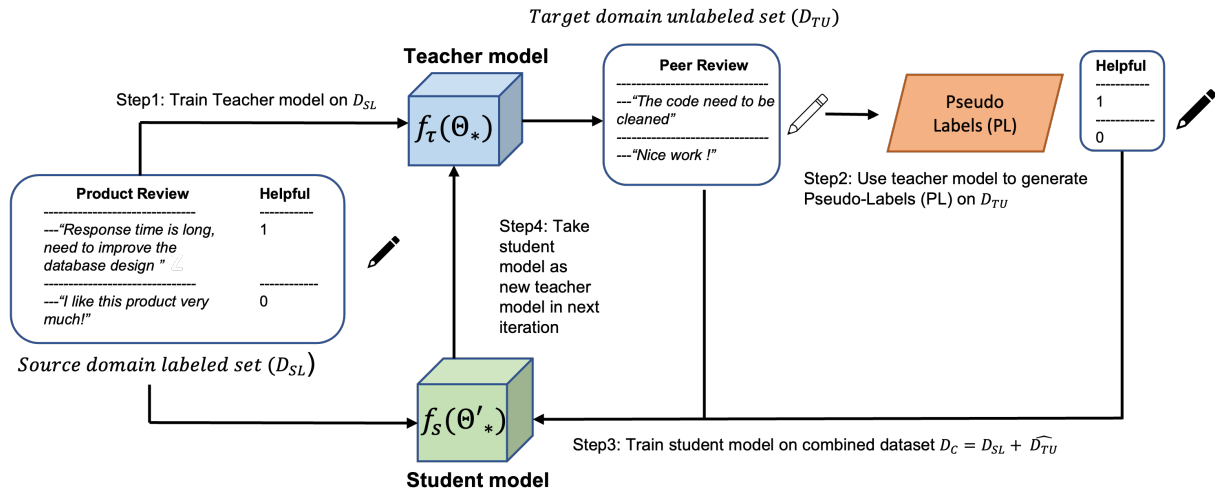 Target domain unlabeled set (D_TU)
Teacher model
Step1: Train Teacher model on D_SL
f_τ(Θ_*)
Peer Review
--------------------------------
---“The code need to be
cleaned”
--------------------------------
---“Nice work !”
Pseudo
Labels (PL)
Helpful
-----------
1
------------
0
Step2: Use teacher model to generate
Pseudo-Labels (PL) on D_TU
Product Review Helpful
-------------------------------- -----------
---“Response time is long, 1
need to improve the
database design ”
-------------------------------- ------------
---“I like this product very 0
much!”
Source domain labeled set (D_SL)
Step4: Take
student
model as
new teacher
model in next
iteration
f_s(Θ′_*)
Student model
Step3: Train student model on combined dataset D_C = D_SL + \widehat{D_TU}